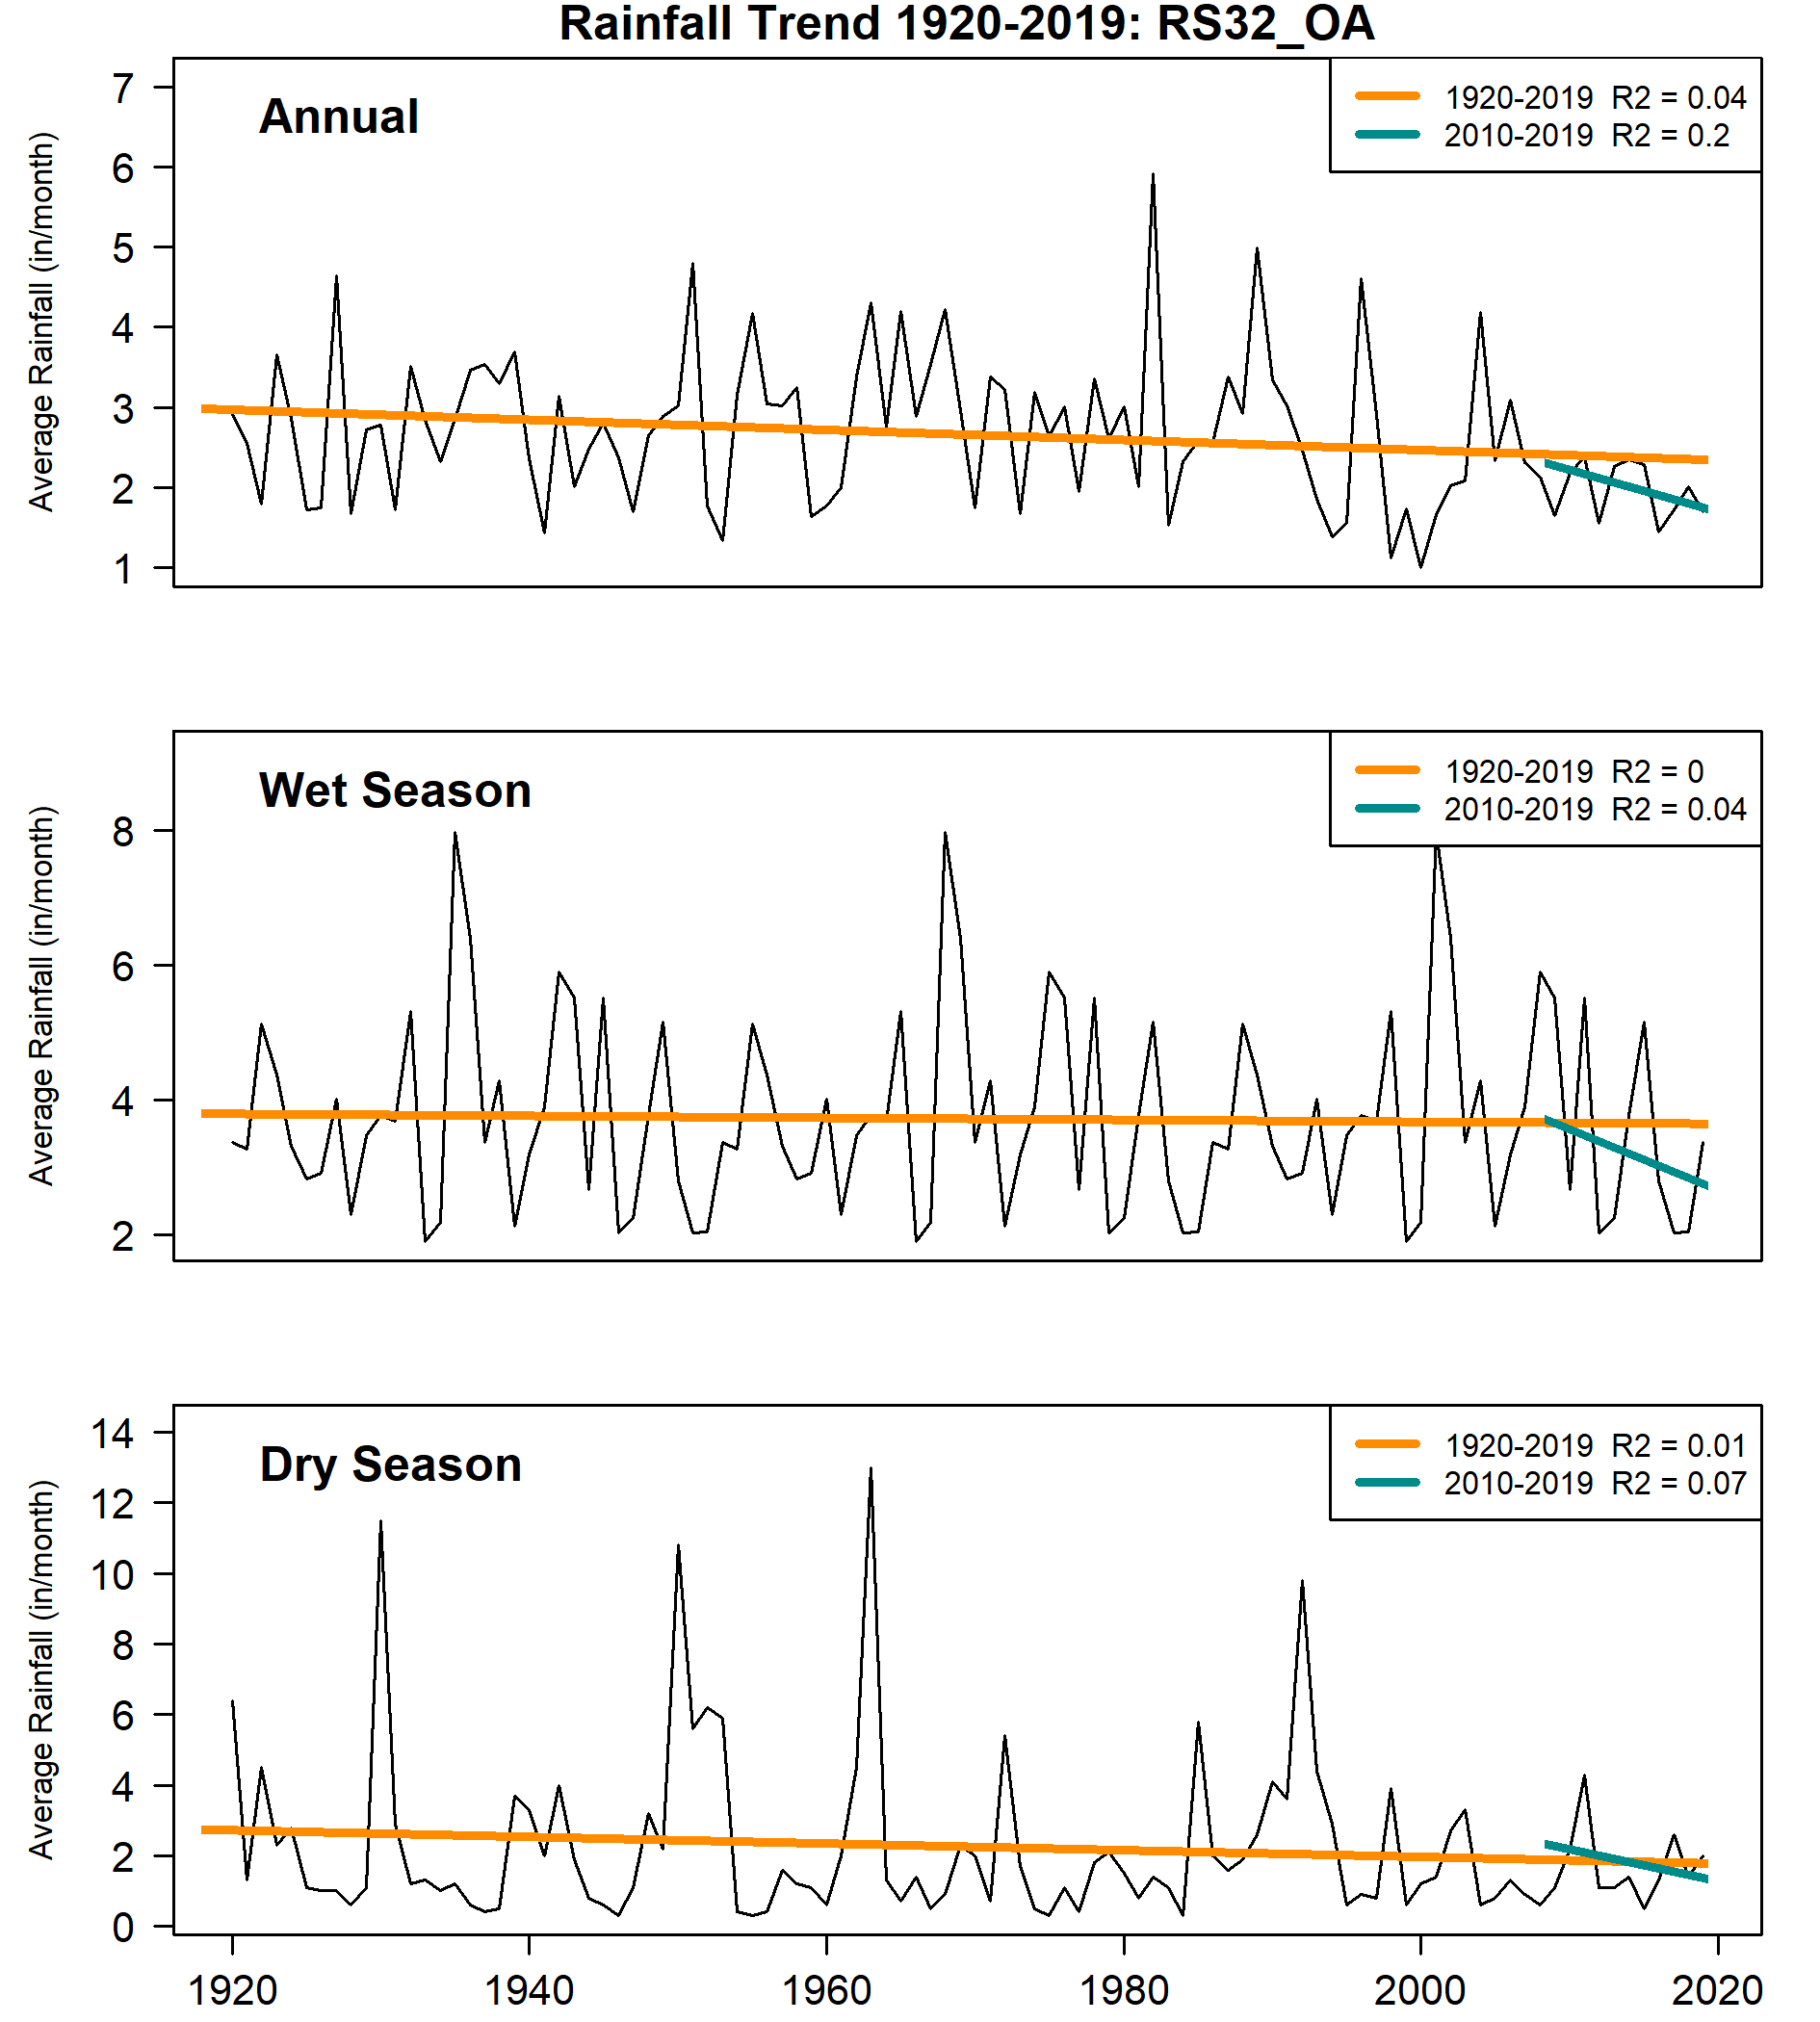 Rainfall Trend 1920-2019: RS32_OA
Annual
1920-2019 R2 = 0.04
2010-2019 R2 = 0.2
Average Rainfall (in/month)
7
6
5
4
3
2
1
Wet Season
1920-2019 R2 = 0
2010-2019 R2 = 0.04
Average Rainfall (in/month)
8
6
4
2
Dry Season
1920-2019 R2 = 0.01
2010-2019 R2 = 0.07
Average Rainfall (in/month)
14
12
10
8
6
4
2
0
1920 1940 1960 1980 2000 2020